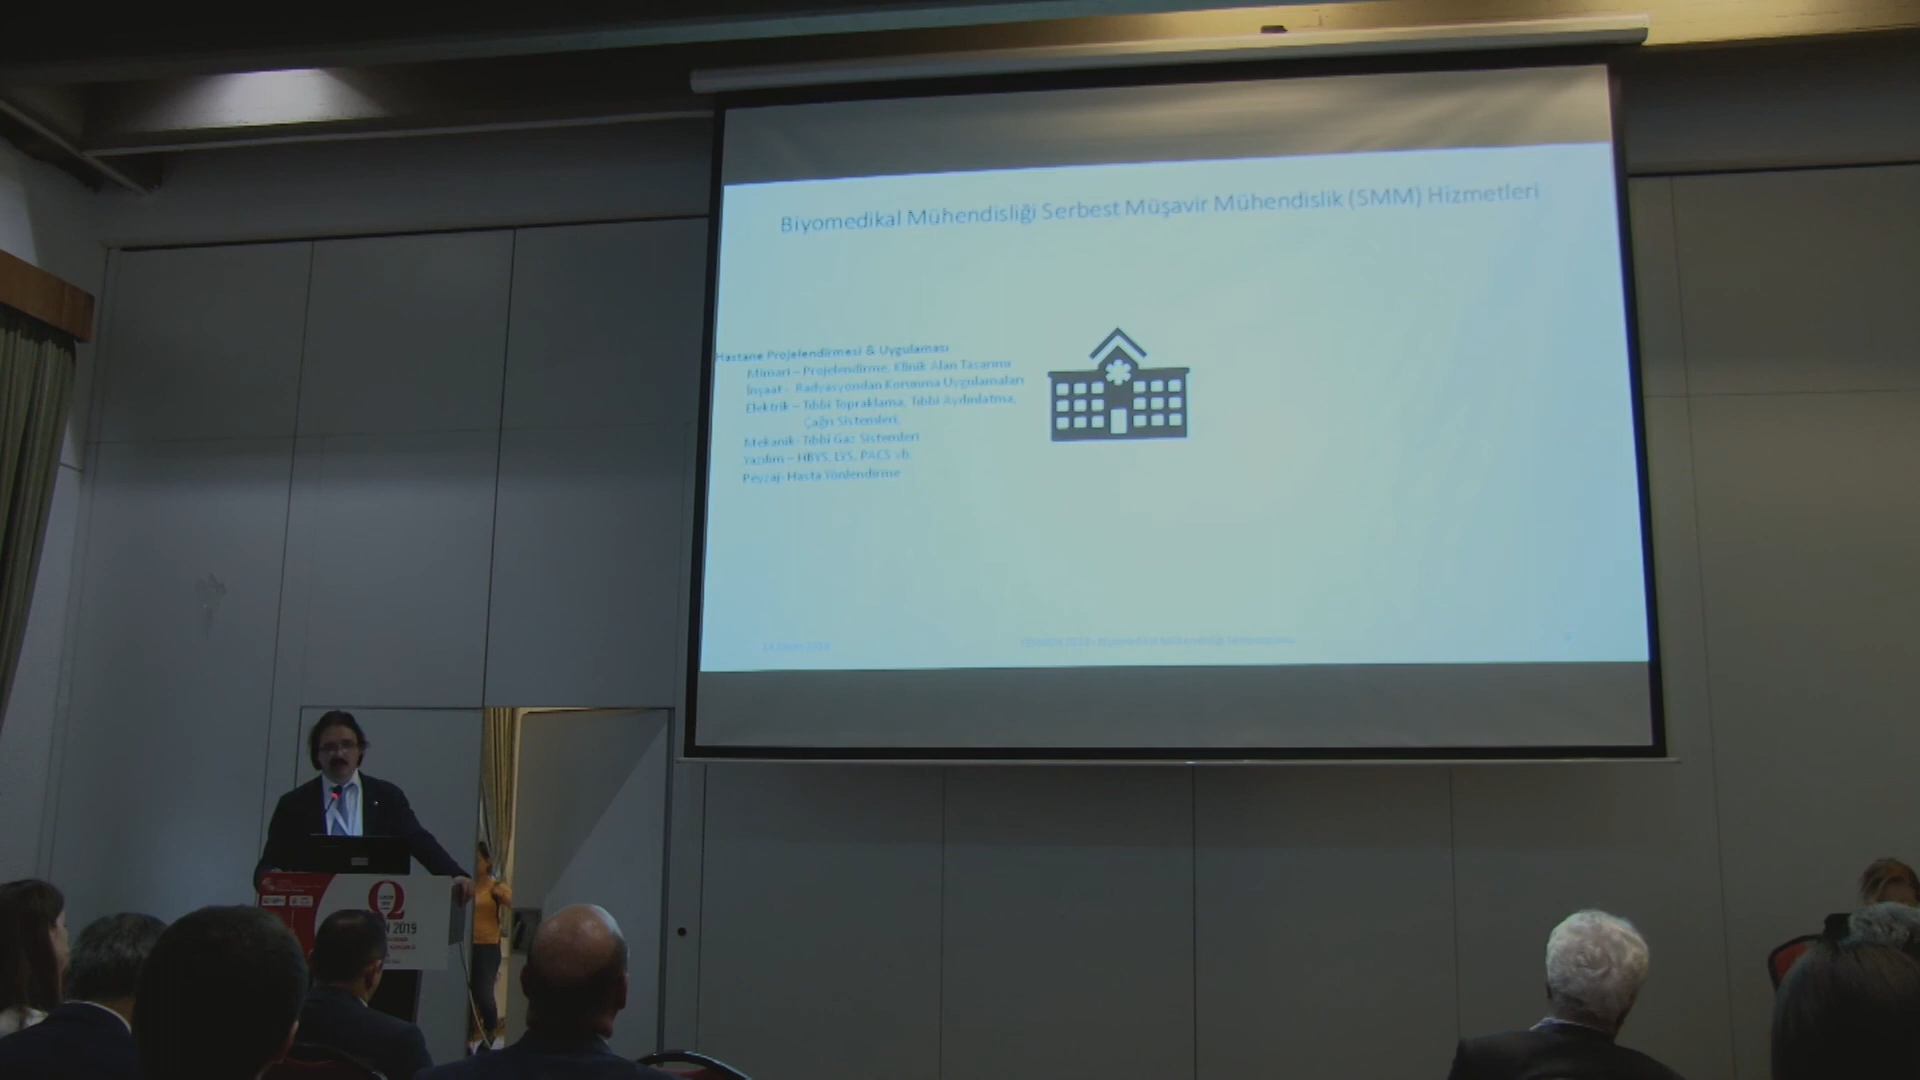 Biyomedikal Mühendisliği Serbest Müşavir Mühendislik (SMM) Hizmetleri
Hastane Projelendirmesi & Uygulaması
Mimari – Projelendirme, Klinik Alan Tasarımı
İnşaat - Radyasyondan Korunma Uygulamaları
Elektrik – Tıbbi Topraklama, Tıbbi Aydınlatma,
Çağrı Sistemleri,
Mekanik- Tıbbi Gaz Sistemleri
Yazılım – HBYS, LYS, PACS vb.
Peyzaj- Hasta Yönlendirme
2019